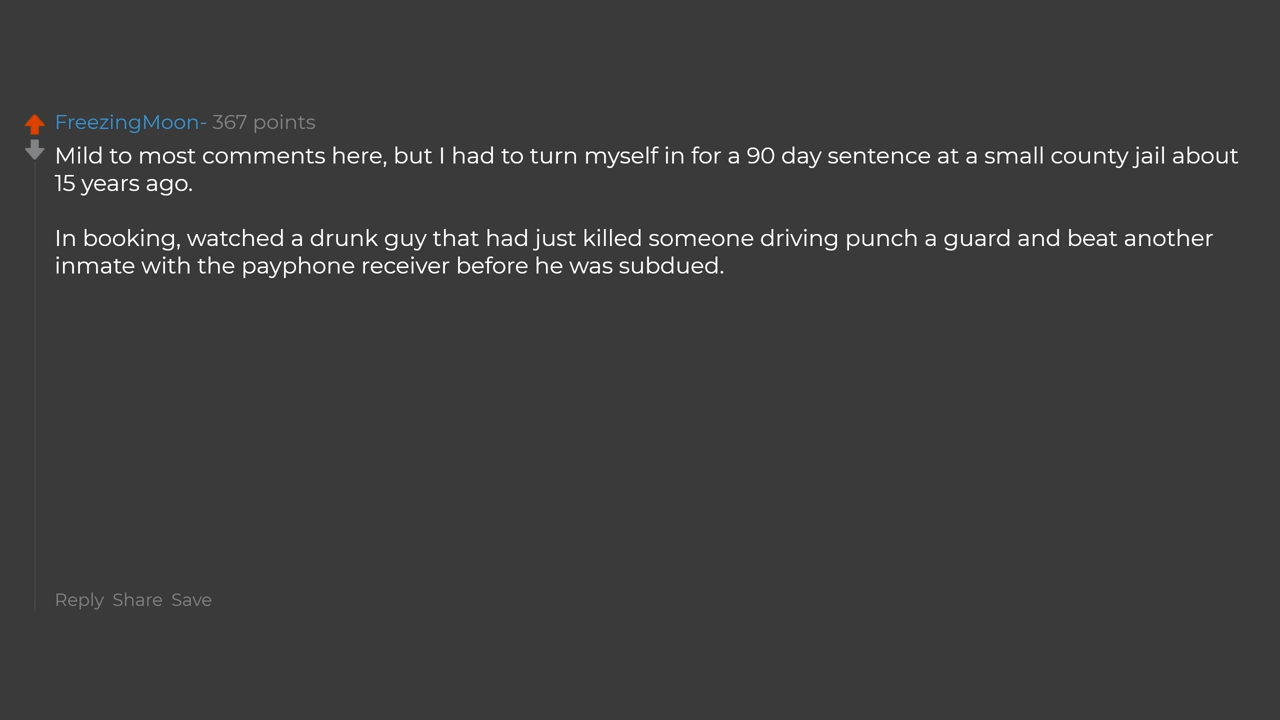 FreezingMoon- 367 points
Mild to most comments here, but I had to turn myself in for a 90 day sentence at a small county jail about
15 years ago.
In booking, watched a drunk guy that had just killed someone driving punch a guard and beat another
inmate with the payphone receiver before he was subdued.
Reply Share Save